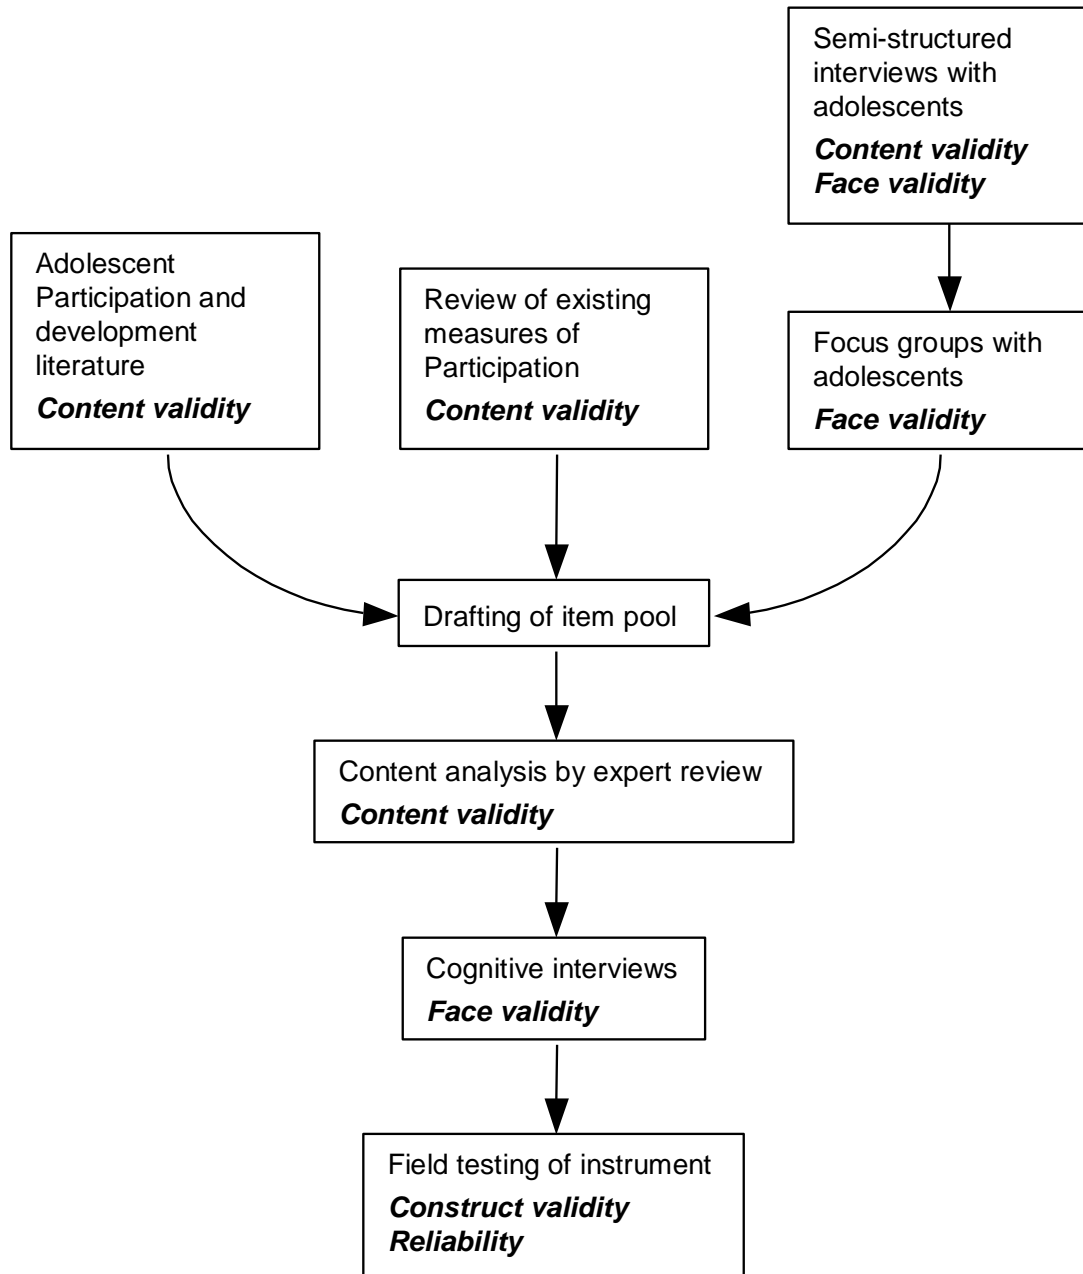 Semi-structured
interviews with
adolescents
Content validity
Face validity
Adolescent
Participation and
development
literature
Content validity
Review of existing
measures of
Participation
Content validity
Focus groups with
adolescents
Face validity
Drafting of item pool
Content analysis by expert review
Content validity
Cognitive interviews
Face validity
Field testing of instrument
Construct validity
Reliability